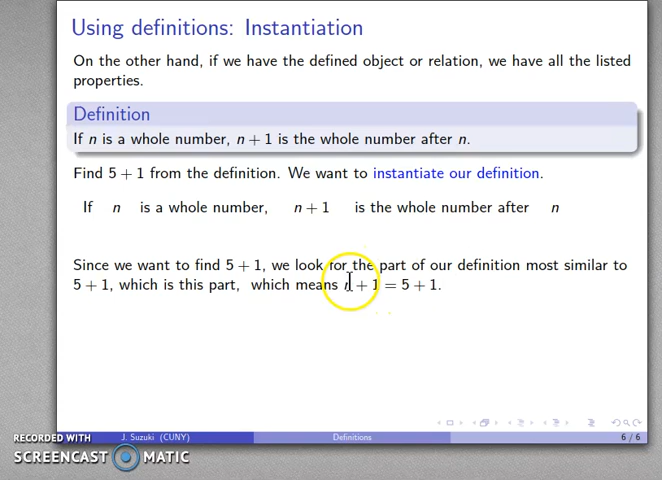 Using definitions: Instantiation
On the other hand, if we have the defined object or relation, we have all the listed
properties.
Definition
If n is a whole number, n + 1 is the whole number after n.
Find 5 + 1 from the definition. We want to instantiate our definition.
If n is a whole number, n + 1 is the whole number after n
Since we want to find 5 + 1, we look for the part of our definition most similar to
5 + 1, which is this part, which means n + 1 = 5 + 1.
J. Suzuki (CUNY) Definitions 6 / 6
RECORDED WITH
SCREENCAST MATIC